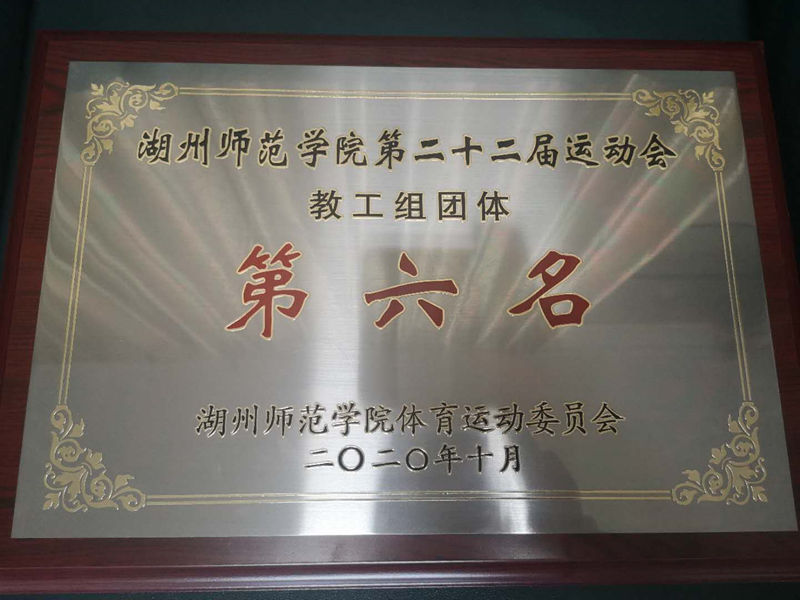 湖州师范学院第二十二届运动会
教工组团体
第六名
湖州师范学院体育运动委员会
二〇二〇年十月